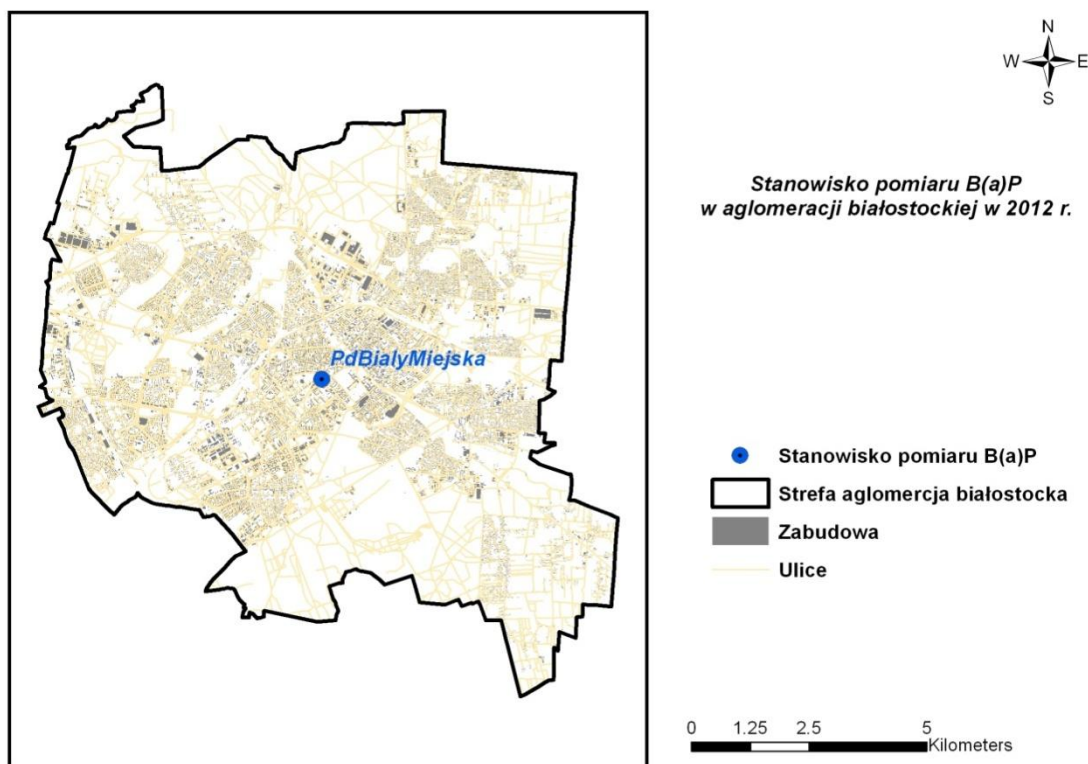 N
W E
S
Stanowisko pomiaru B(a)P
w aglomeracji białostockiej w 2012 r.
PdBialyMiejska
Stanowisko pomiaru B(a)P
Strefa aglomercja białostocka
Zabudowa
Ulice
0 1.25 2.5 5
Kilometers